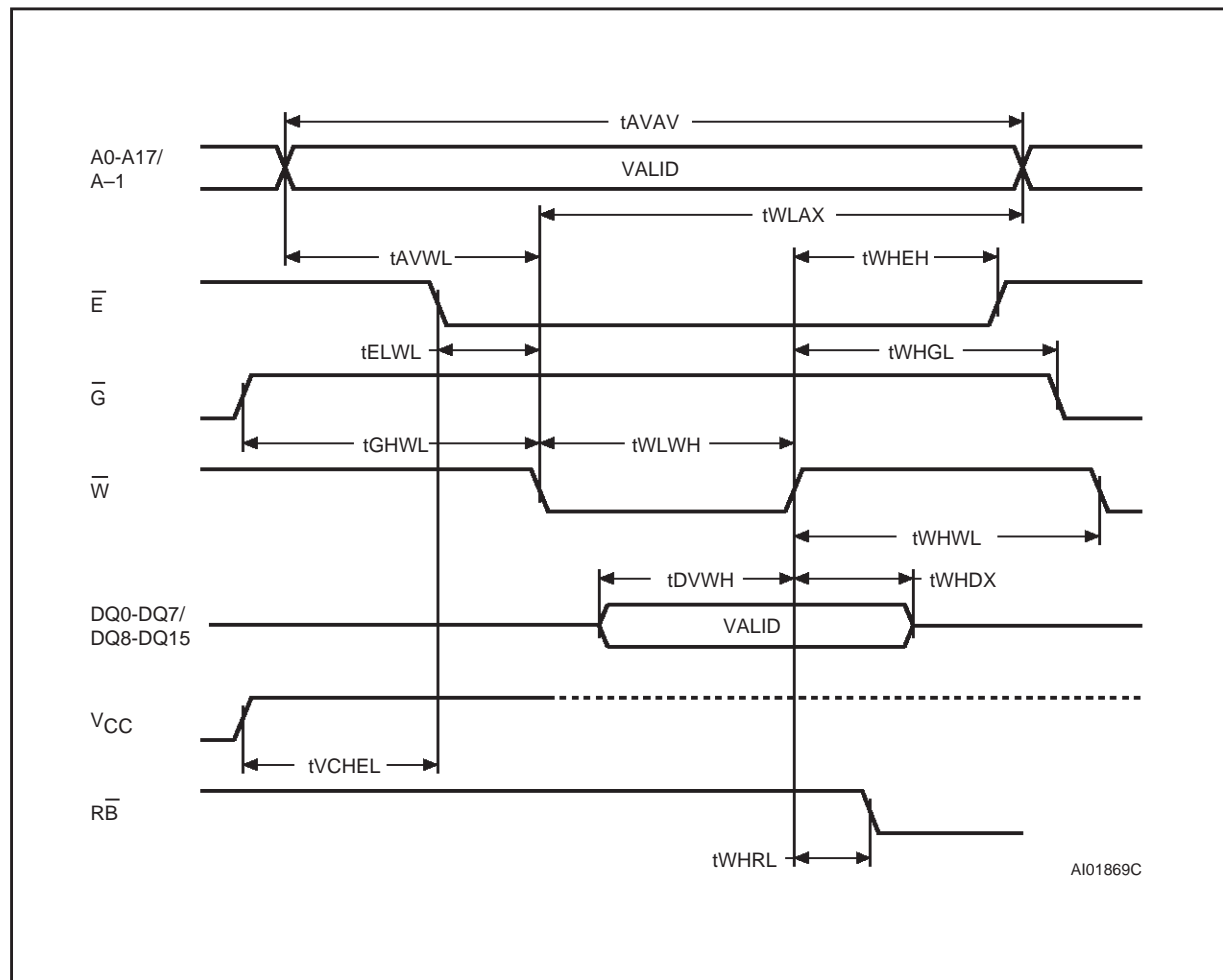 tAVAV
A0-A17/
A–1
VALID
tWLAX
tAVWL
tWHEH
E̅
tELWL
tWHGL
G̅
tGHWL
tWLWH
W̅
tWHWL
tDVWH
tWHDX
DQ0-DQ7/
DQ8-DQ15
VALID
VCC
tVCHEL
RB̅
tWHRL
AI01869C